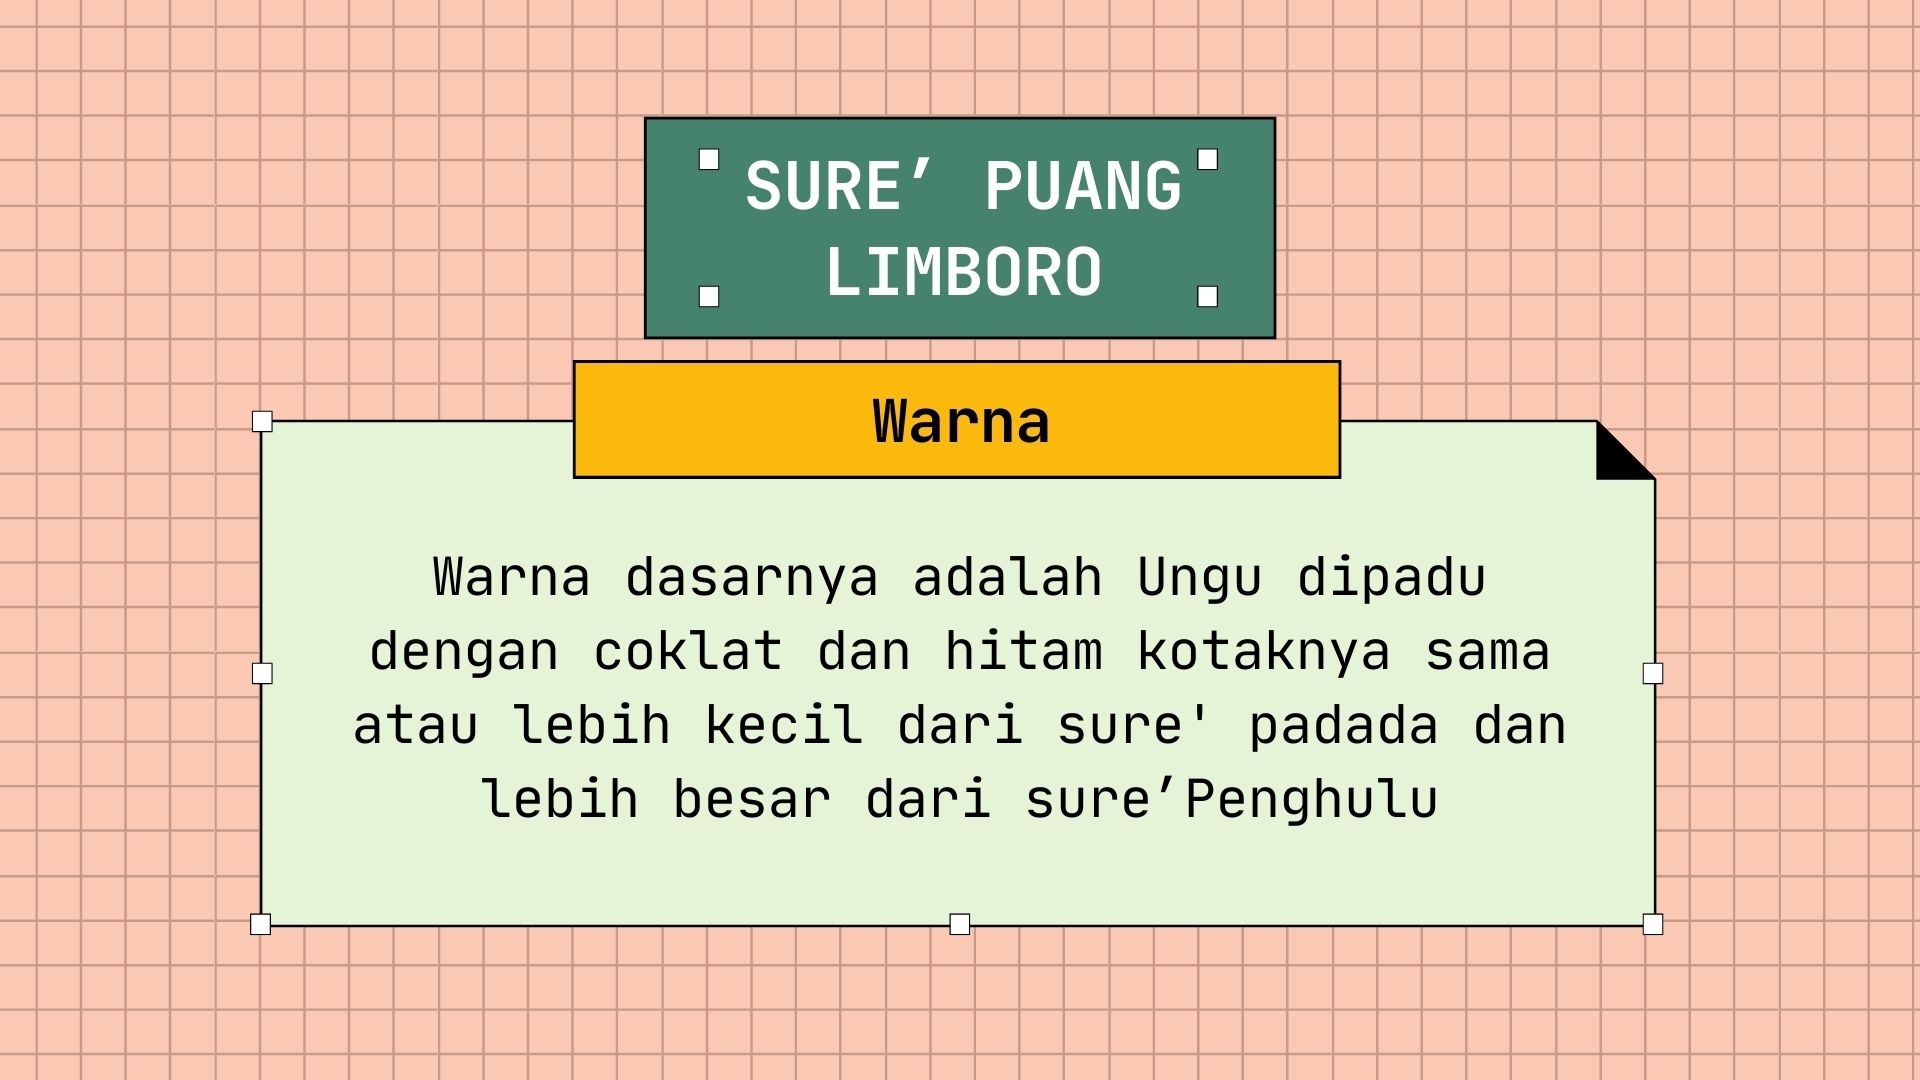 SURE’ PUANG
LIMBORO
Warna
Warna dasarnya adalah Ungu dipadu
dengan coklat dan hitam kotaknya sama
atau lebih kecil dari sure' padada dan
lebih besar dari sure’Penghulu